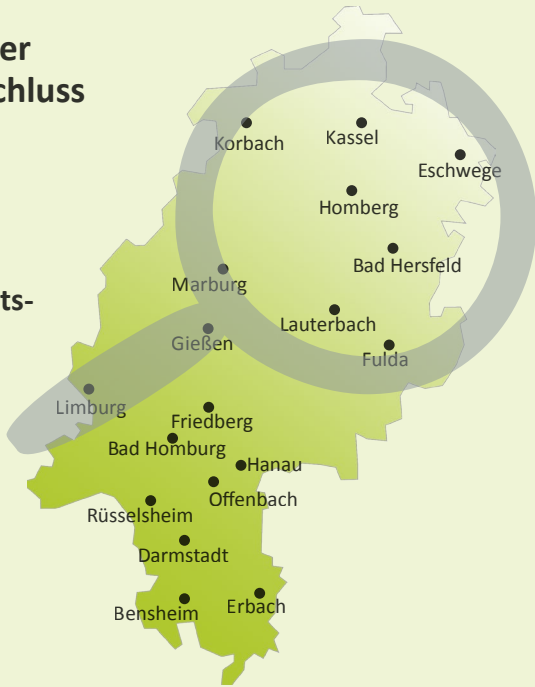 er
chluss
ts-
Korbach
Kassel
Eschwege
Homberg
Bad Hersfeld
Marburg
Lauterbach
Gießen
Fulda
Limburg
Friedberg
Bad Homburg
Hanau
Offenbach
Rüsselsheim
Darmstadt
Bensheim
Erbach